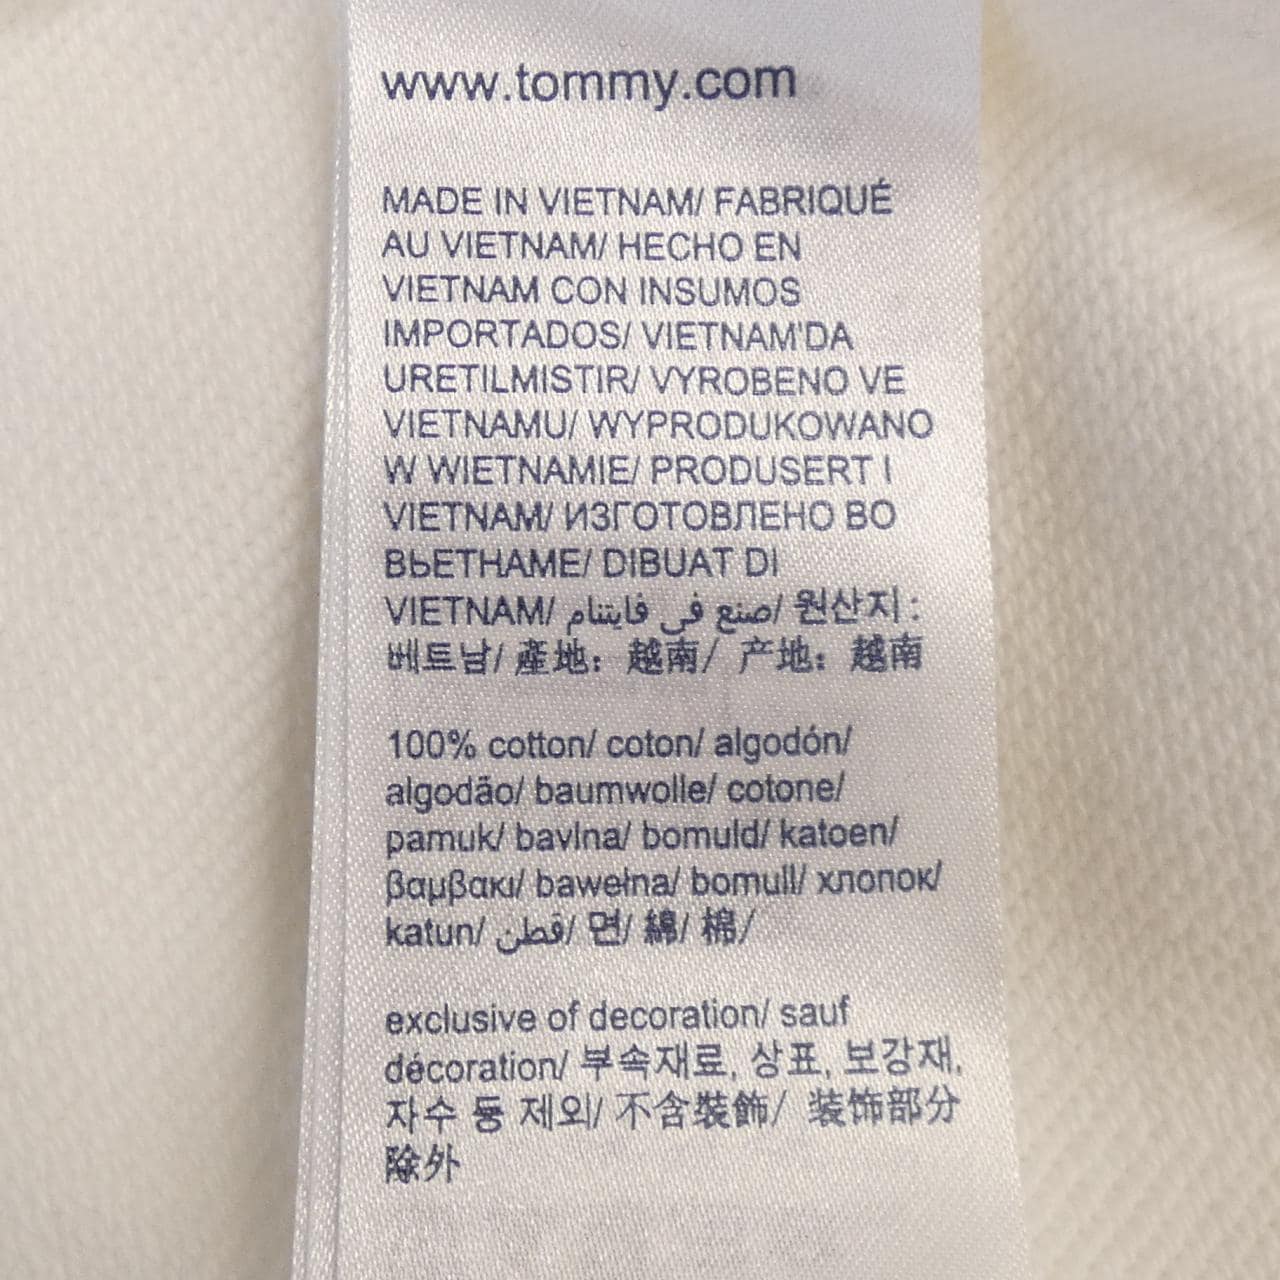 www.tommy.com
MADE IN VIETNAM/ FABRIQUÉ
AU VIETNAM/ HECHO EN
VIETNAM CON INSUMOS
IMPORTADOS/ VIETNAM'DA
URETILMISTIR/ VYROBENO VE
VIETNAMU/ WYPRODUKOWANO
W WIETNAMIE/ PRODUSERT I
VIETNAM/ ИЗГОТОВЛЕНО ВО
ВЬЕТНАМЕ/ DIBUAT DI
VIETNAM/ صنع في فايتنام/ 원산지 :
베트남/ 產地：越南/ 产地：越南
100% cotton/ coton/ algodón/
algodão/ baumwolle/ cotone/
pamuk/ bavlna/ bomuld/ katoen/
βαμβακι/ bawełna/ bomull/ хлопок/
katun/ قطن/ 면/ 綿/ 棉/
exclusive of decoration/ sauf
décoration/ 부속재료, 상표, 보강재,
자수 등 제외/ 不含裝飾/ 装饰部分
除外